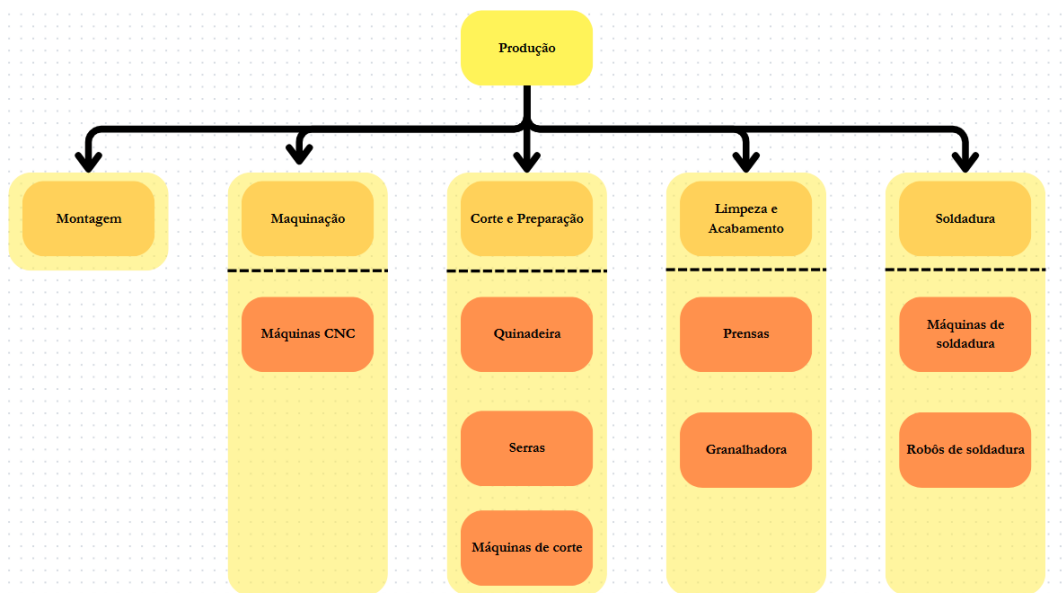 Produção
Montagem
Maquinação
Corte e Preparação
Limpeza e
Acabamento
Soldadura
Máquinas CNC
Quinadeira
Prensas
Máquinas de
soldadura
Serras
Granalhadora
Robôs de soldadura
Máquinas de corte